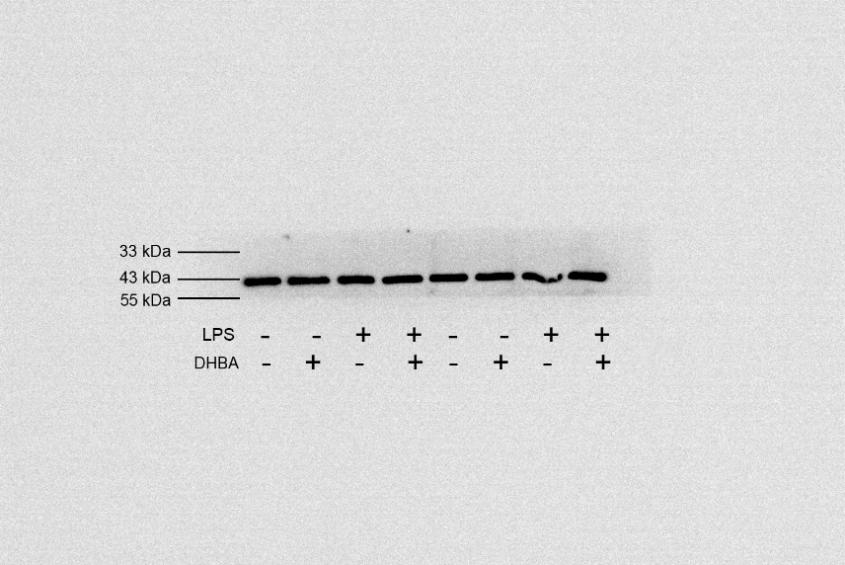 33 kDa
43 kDa
55 kDa
LPS - - + + - - + +
DHBA - + - + - + - +